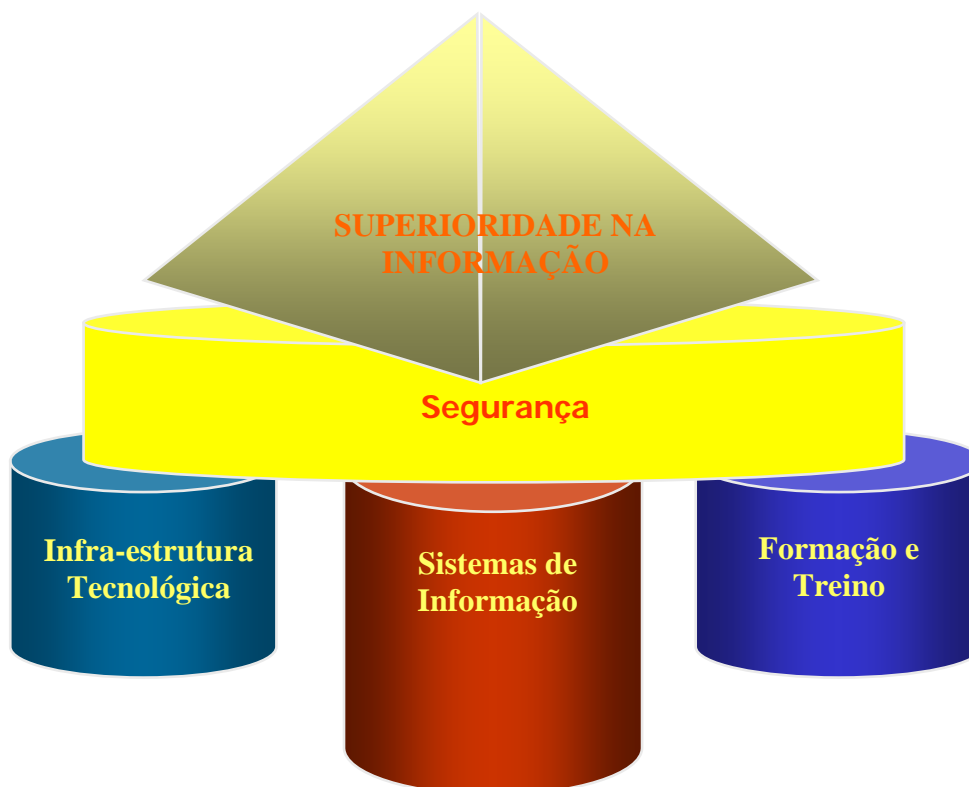 SUPERIORIDADE NA
INFORMAÇÃO
Segurança
Infra-estrutura
Tecnológica
Sistemas de
Informação
Formação e
Treino